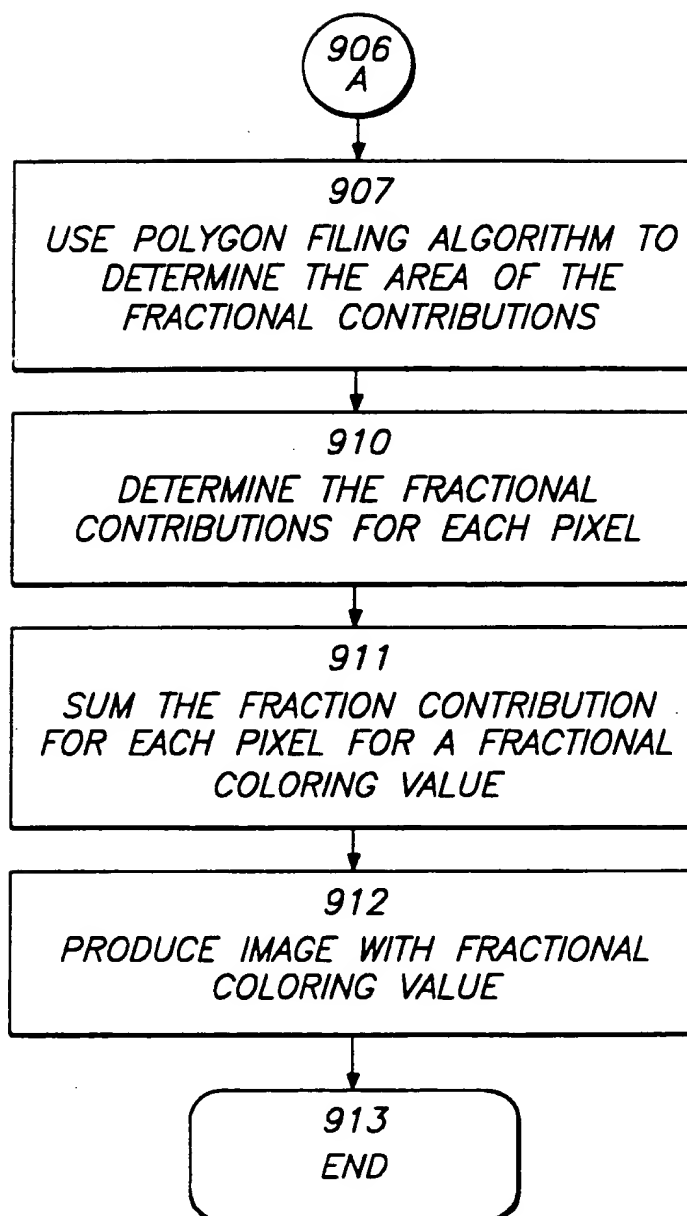 906
A
907
USE POLYGON FILING ALGORITHM TO
DETERMINE THE AREA OF THE
FRACTIONAL CONTRIBUTIONS
910
DETERMINE THE FRACTIONAL
CONTRIBUTIONS FOR EACH PIXEL
911
SUM THE FRACTION CONTRIBUTION
FOR EACH PIXEL FOR A FRACTIONAL
COLORING VALUE
912
PRODUCE IMAGE WITH FRACTIONAL
COLORING VALUE
913
END